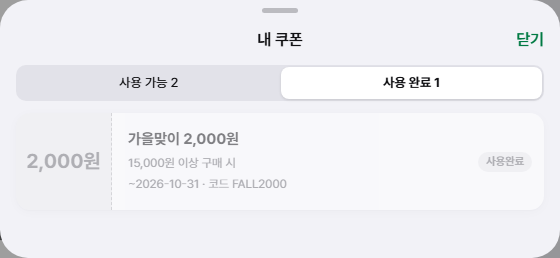 내 쿠폰
닫기
사용 가능 2
사용 완료 1
2,000원
가을맞이 2,000원
15,000원 이상 구매 시
~2026-10-31 · 코드 FALL2000
사용완료